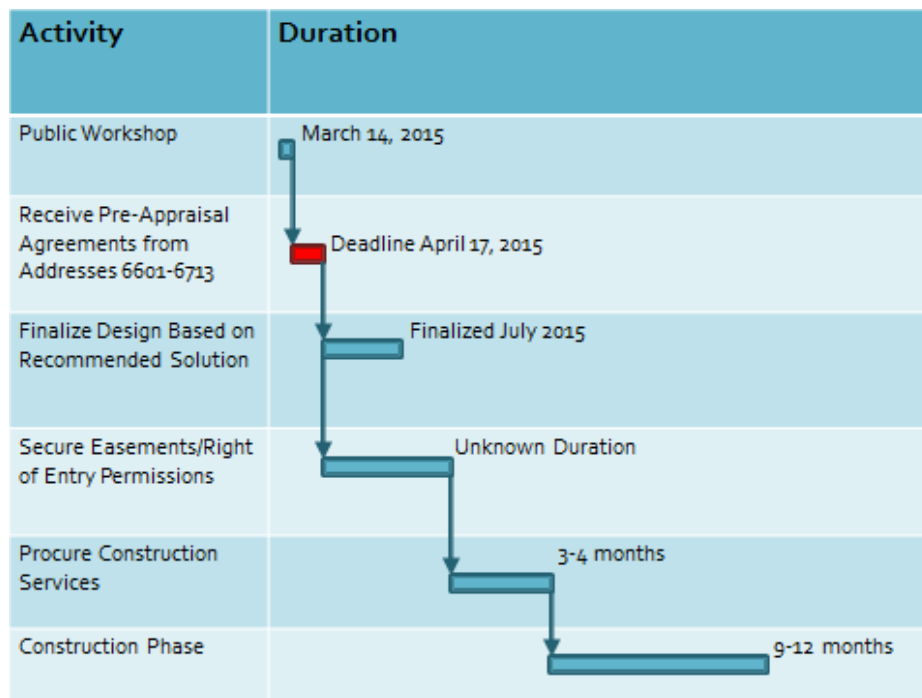 Activity
Duration
Public Workshop
March 14, 2015
Receive Pre-Appraisal
Agreements from
Addresses 6601-6713
Deadline April 17, 2015
Finalize Design Based on
Recommended Solution
Finalized July 2015
Secure Easements/Right
of Entry Permissions
Unknown Duration
Procure Construction
Services
3-4 months
Construction Phase
9-12 months